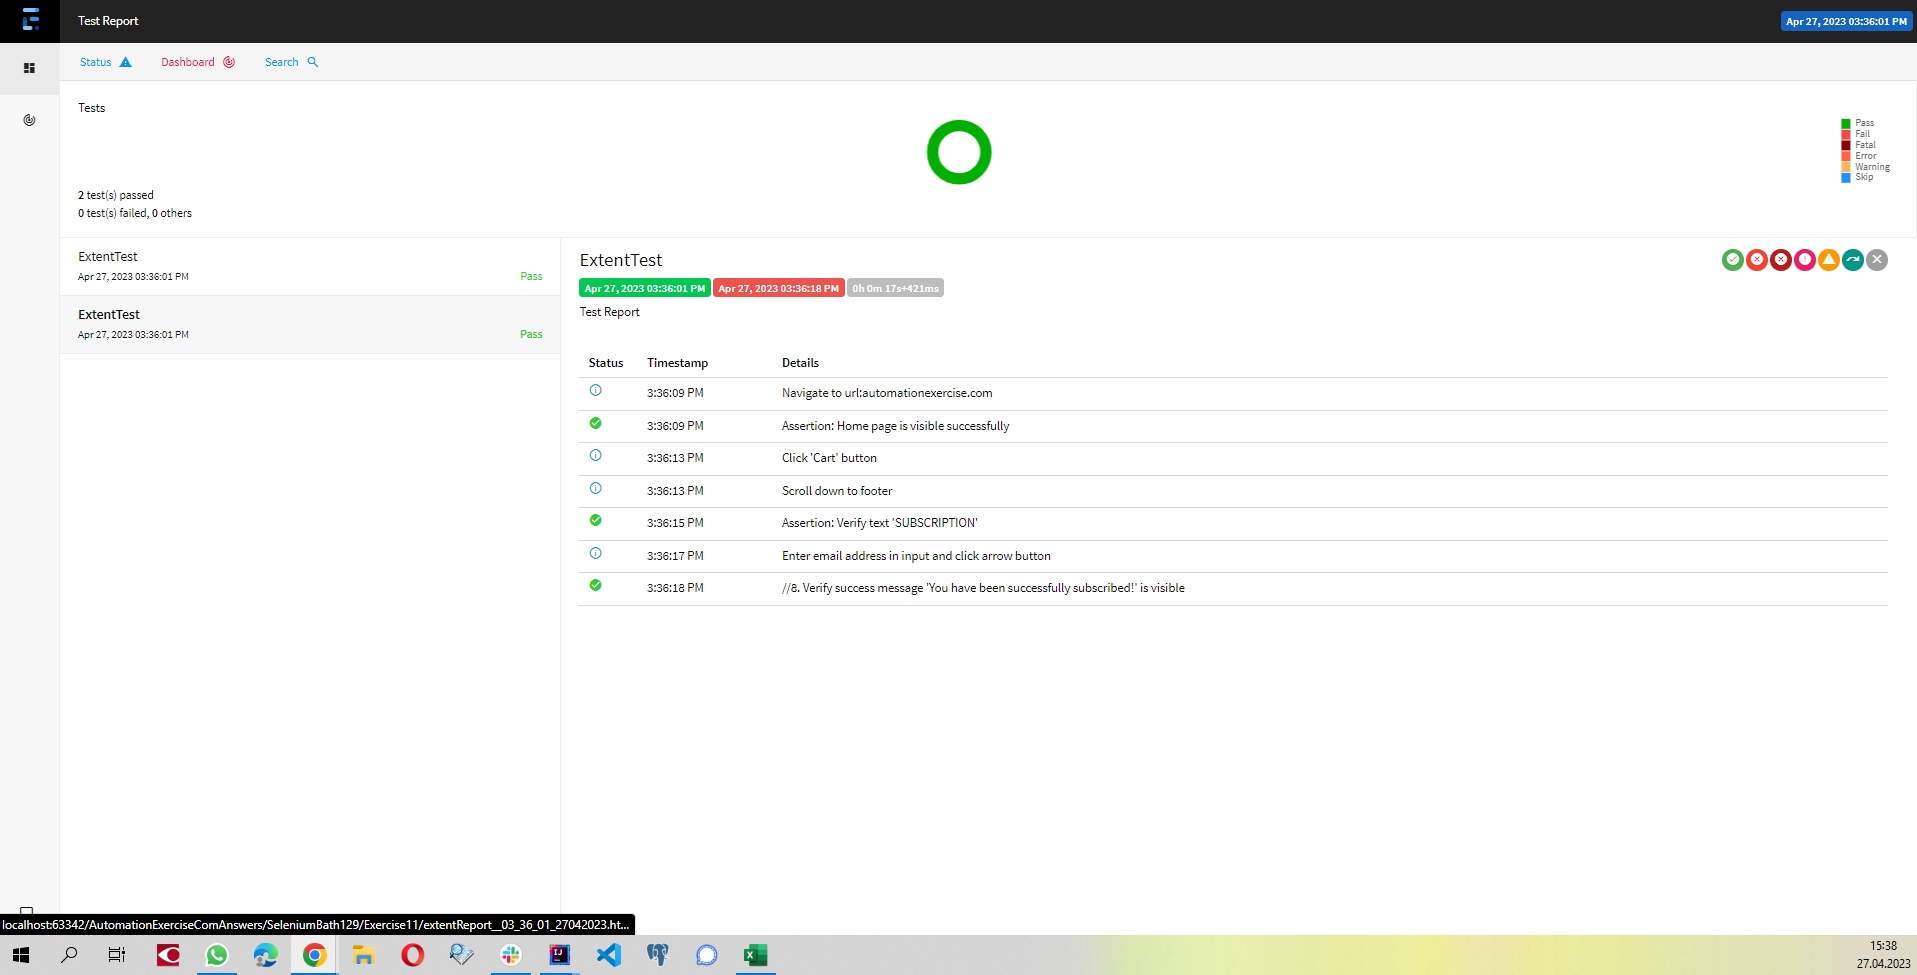 Test Report
Apr 27, 2023 03:36:01 PM
Status
Dashboard
Search
Tests
Pass
Fail
Fatal
Error
Warning
Skip
2 test(s) passed
0 test(s) failed, 0 others
ExtentTest
Apr 27, 2023 03:36:01 PM
Pass
ExtentTest
Apr 27, 2023 03:36:01 PM
Pass
ExtentTest
Apr 27, 2023 03:36:01 PM Apr 27, 2023 03:36:18 PM 0h 0m 17s+421ms
Test Report
Status Timestamp Details
3:36:09 PM Navigate to url:automationexercise.com
3:36:09 PM Assertion: Home page is visible successfully
3:36:13 PM Click 'Cart' button
3:36:13 PM Scroll down to footer
3:36:15 PM Assertion: Verify text 'SUBSCRIPTION'
3:36:17 PM Enter email address in input and click arrow button
3:36:18 PM //8. Verify success message 'You have been successfully subscribed!' is visible
localhost:63342/AutomationExerciseComAnswers/SeleniumBath129/Exercise11/extentReport__03_36_01_27042023.ht...
15:38
27.04.2023